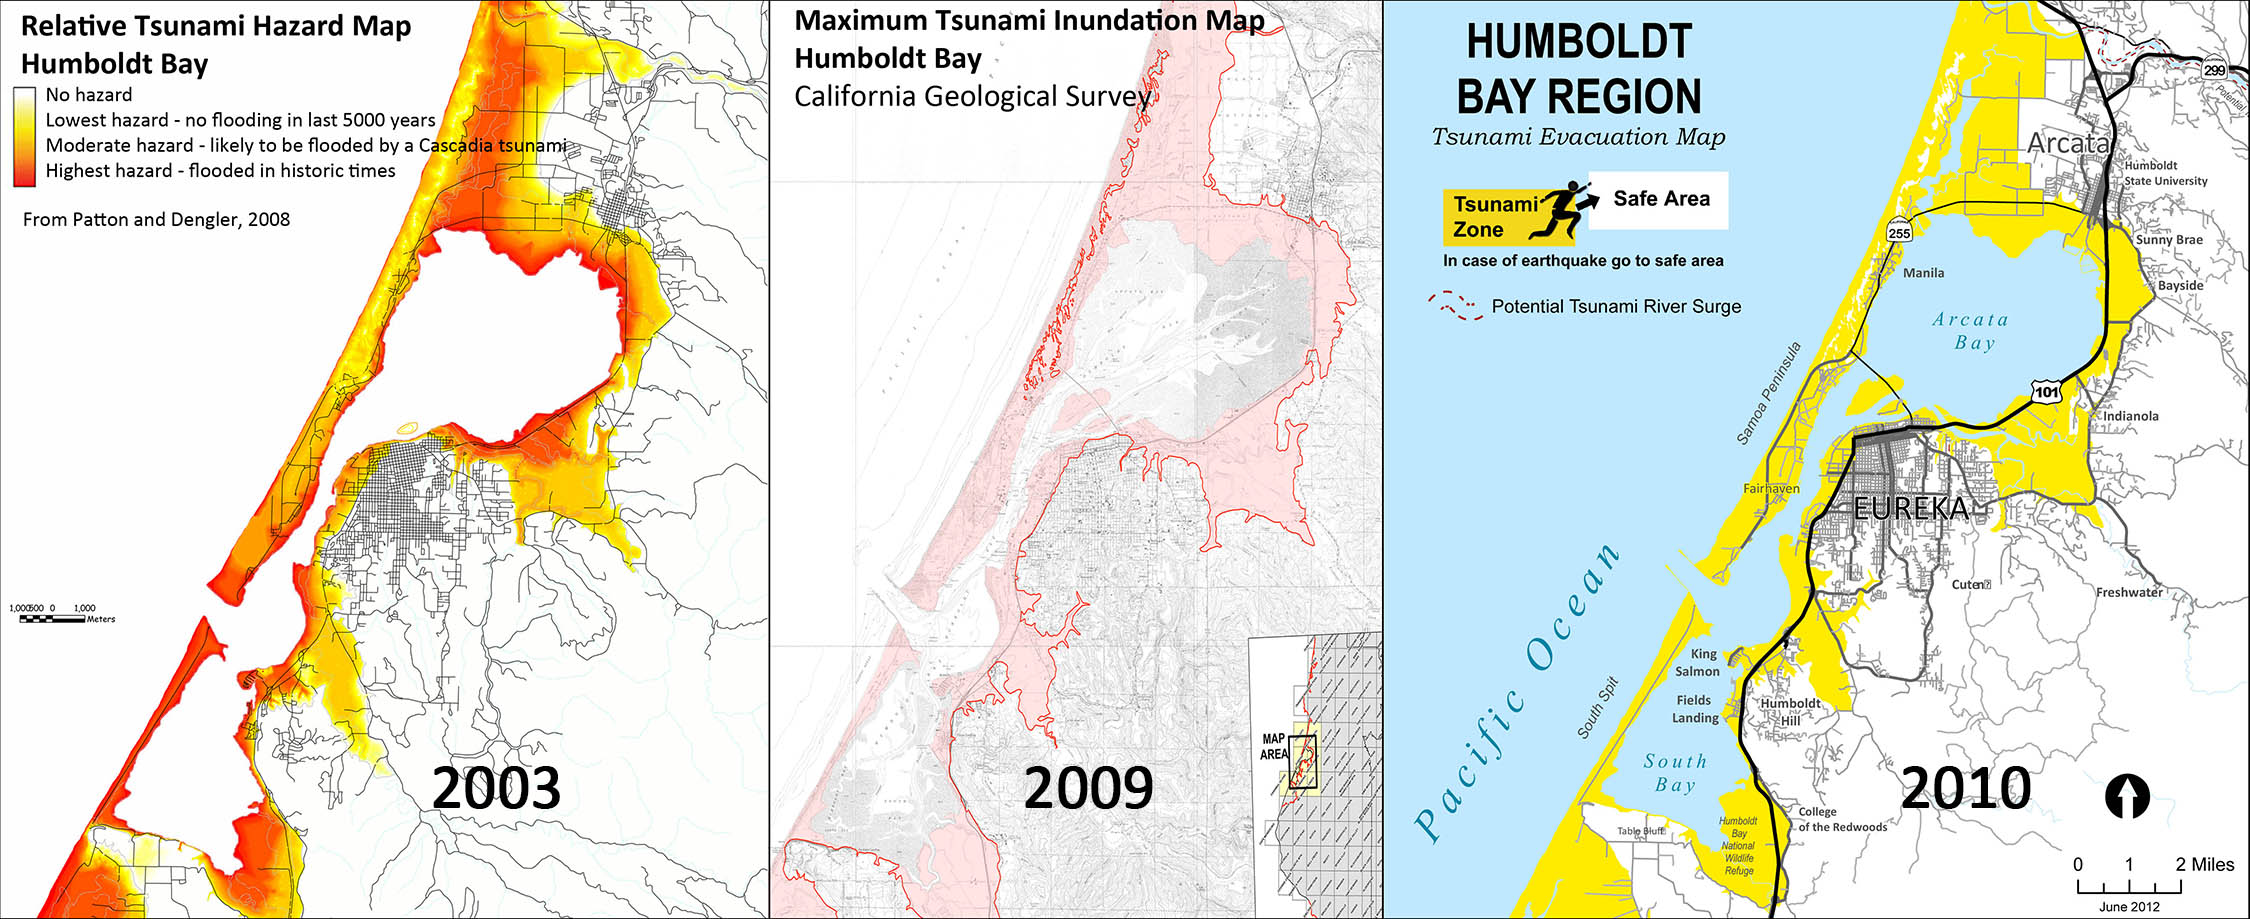 Relative Tsunami Hazard Map
Humboldt Bay
No hazard
Lowest hazard - no flooding in last 5000 years
Moderate hazard - likely to be flooded by a Cascadia tsunami
Highest hazard - flooded in historic times
From Patton and Dengler, 2008
1,000500 0 1,000
Meters
2003
Maximum Tsunami Inundation Map
Humboldt Bay
California Geological Survey
MAP
AREA
2009
HUMBOLDT
BAY REGION
Tsunami Evacuation Map
Tsunami
Zone
Safe Area
In case of earthquake go to safe area
Potential Tsunami River Surge
299
Potential
Arcata
Humboldt
State University
255
Sunny Brae
Manila
Bayside
Arcata
Bay
Samoa Peninsula
101
Indianola
Fairhaven
EUREKA
Pacific Ocean
Cuten
Freshwater
King
Salmon
South Spit
Fields
Landing
Humboldt
Hill
South
Bay
2010
College
of the Redwoods
Humboldt
Bay
National
Wildlife
Refuge
Table Bluff
0 1 2 Miles
June 2012